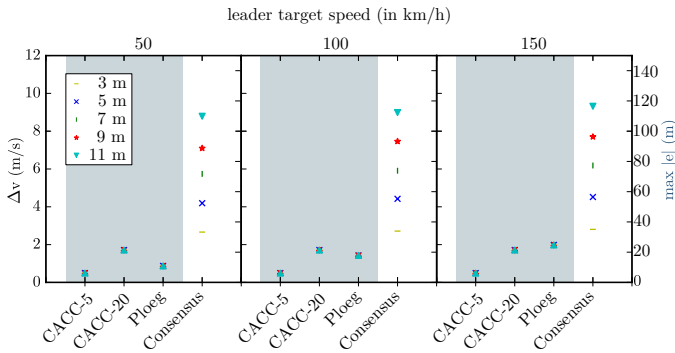 leader target speed (in km/h)
50 100 150
12
10
8
6
4
2
0
Δv (m/s)
3 m
5 m
7 m
9 m
11 m
140
120
100
80
60
40
20
0
max |e| (m)
CACC-5 CACC-20 Ploeg Consensus
CACC-5 CACC-20 Ploeg Consensus
CACC-5 CACC-20 Ploeg Consensus